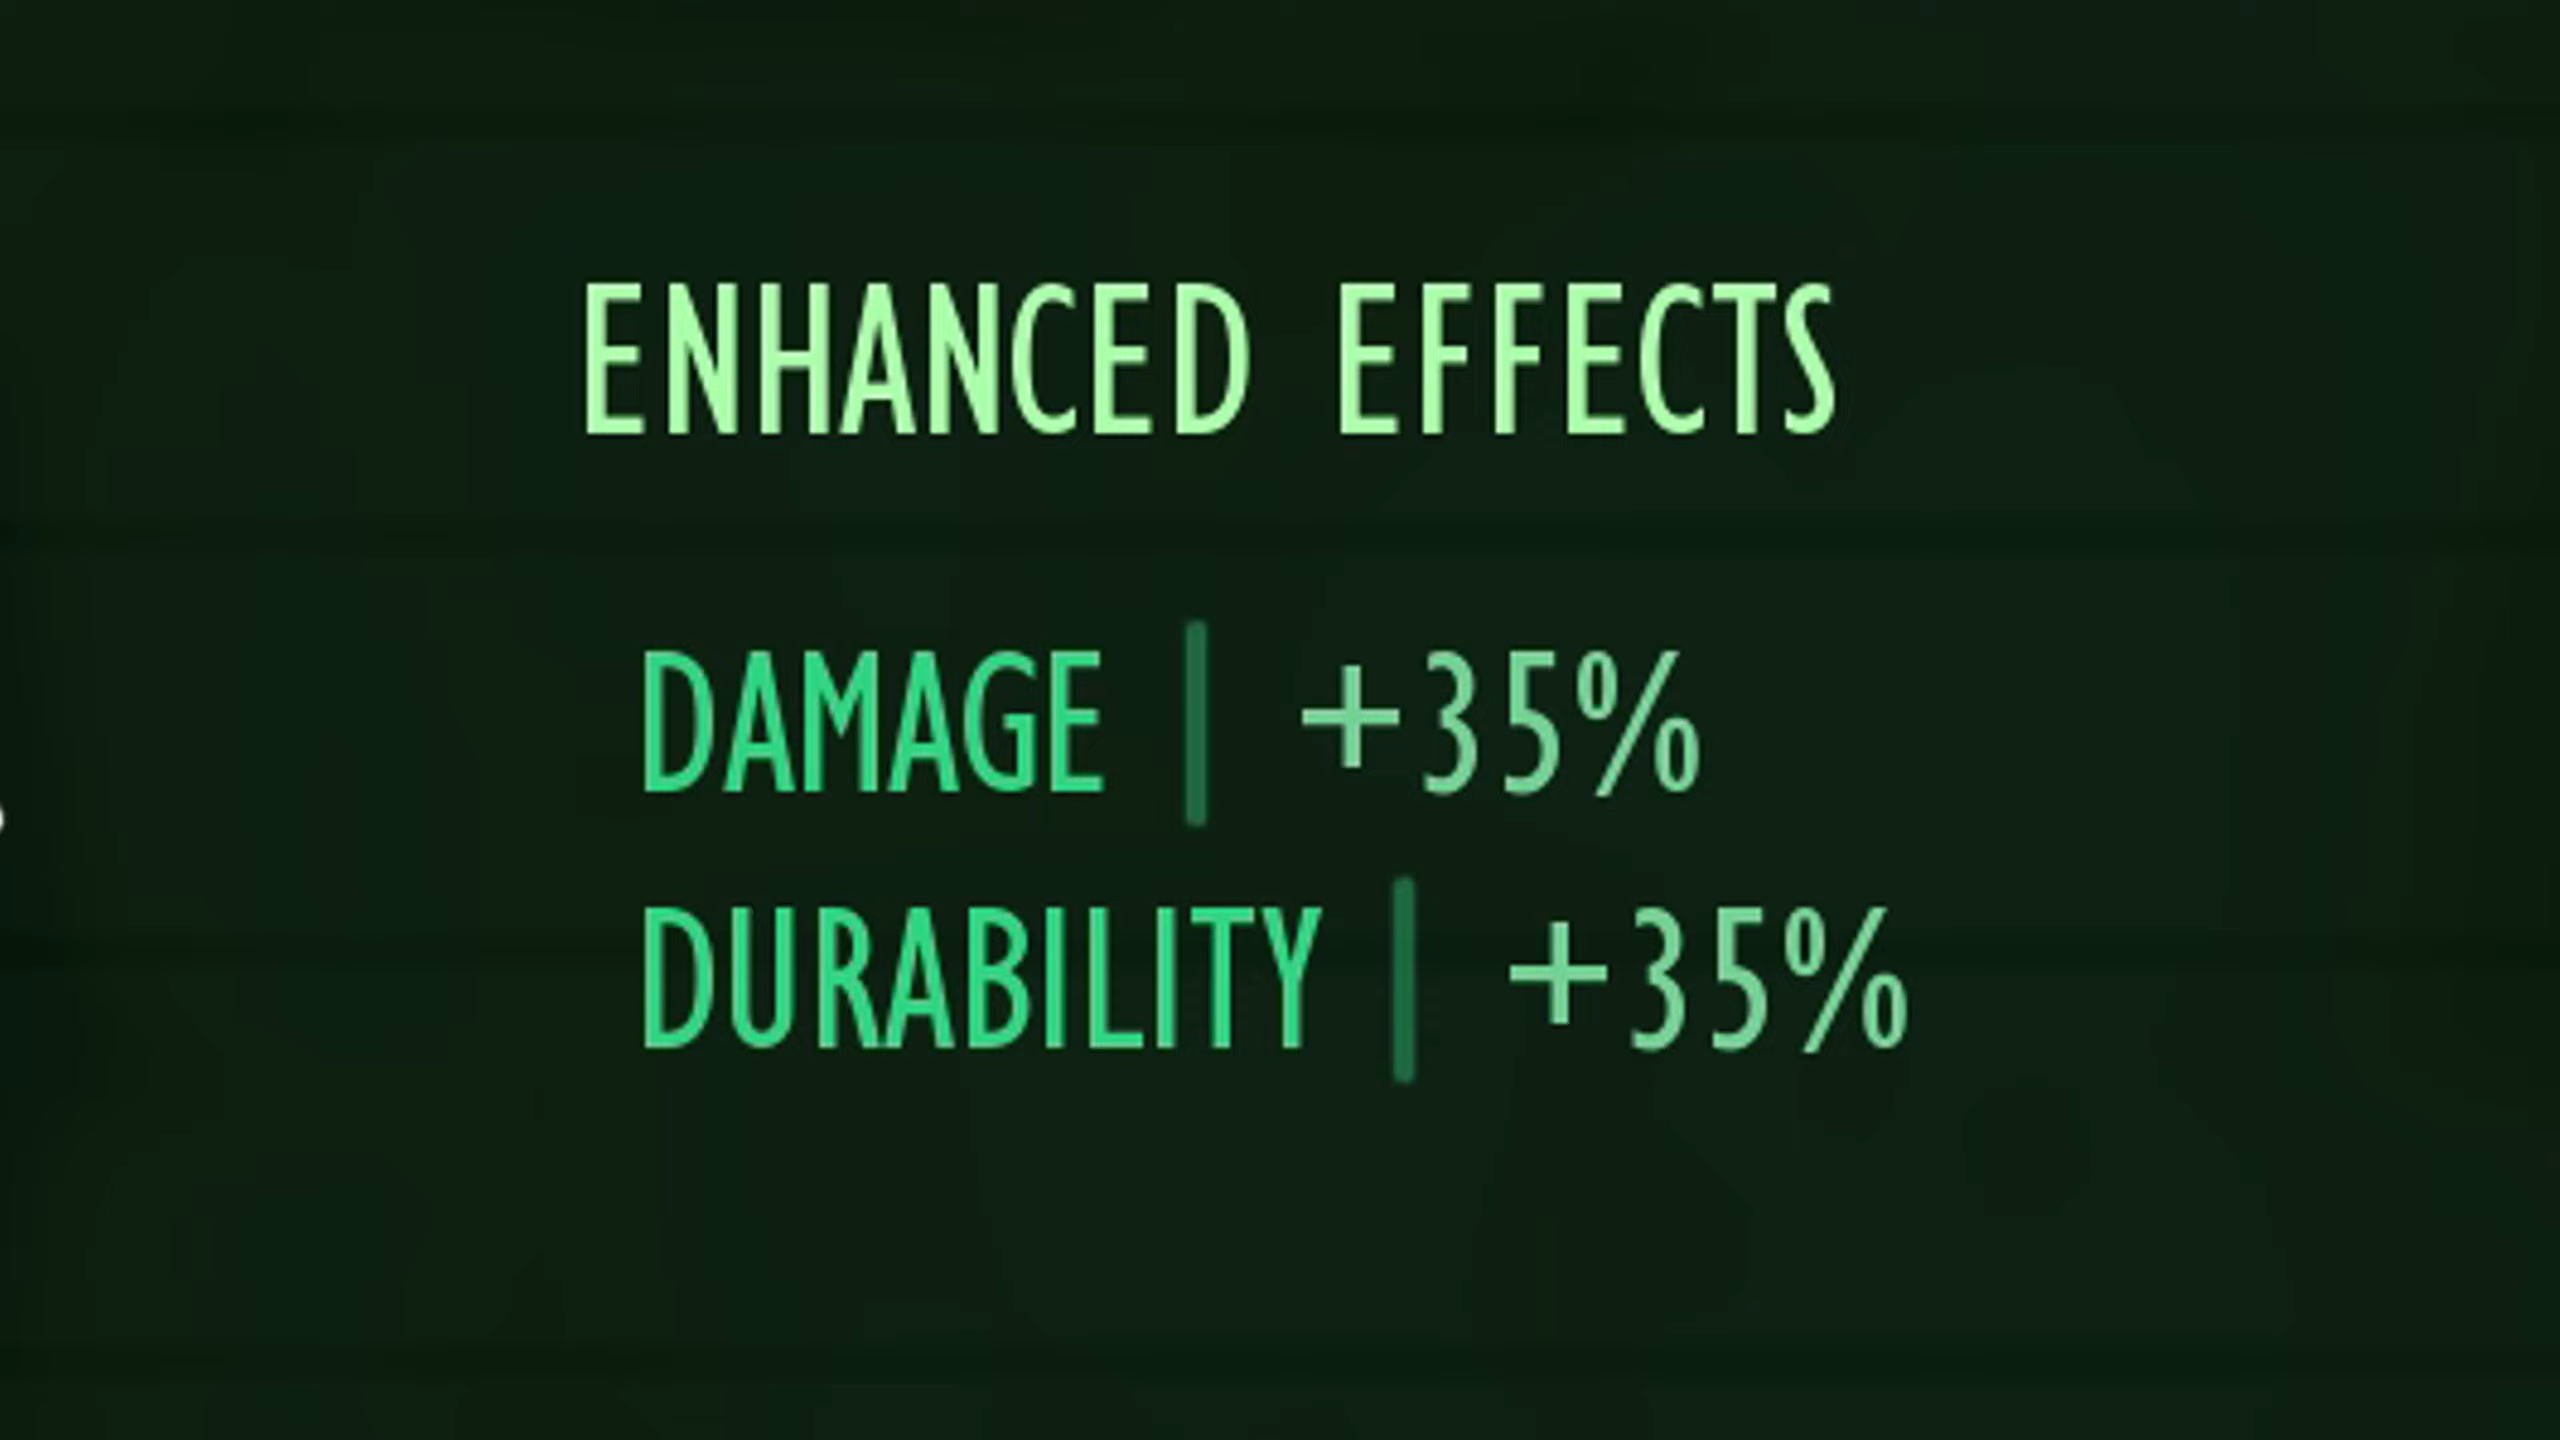 ENHANCED EFFECTS
DAMAGE | +35%
DURABILITY | +35%